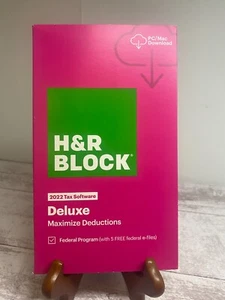 PC/Mac
Download
H&R
BLOCK
2022 Tax Software
Deluxe
Maximize Deductions
Federal Program (with 5 FREE federal e-files)